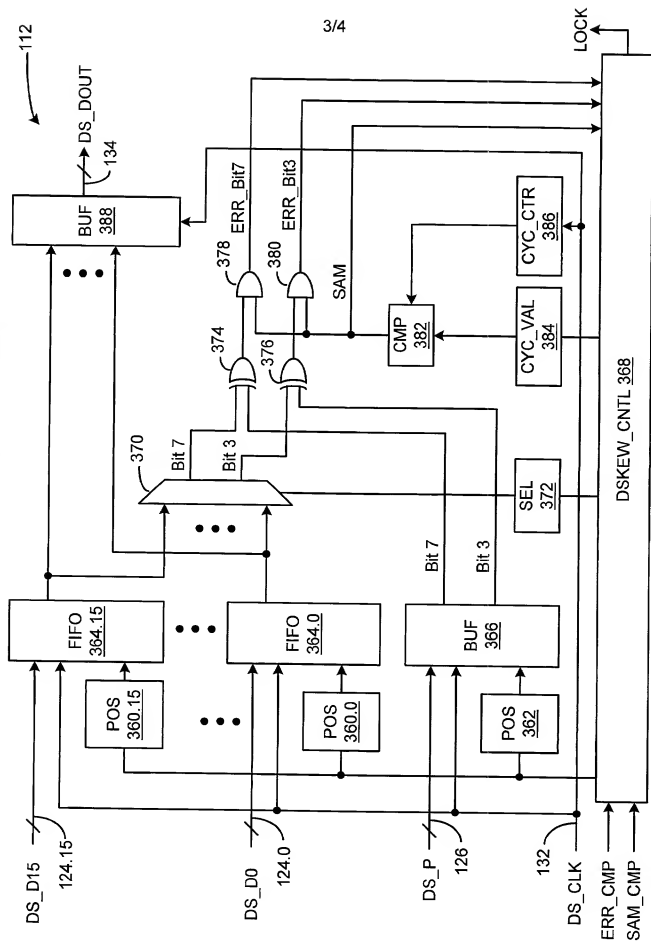 3/4
112
DS_DOUT
134
BUF
388
LOCK
ERR_Bit7
ERR_Bit3
378
380
SAM
374
376
CMP
382
CYC_CTR
386
CYC_VAL
384
370
Bit 7
Bit 3
SEL
372
DSKEW_CNTL 368
FIFO
364.15
FIFO
364.0
BUF
366
Bit 7
Bit 3
POS
360.15
POS
360.0
POS
362
DS_D15
124.15
DS_D0
124.0
DS_P
126
DS_CLK
132
ERR_CMP
SAM_CMP